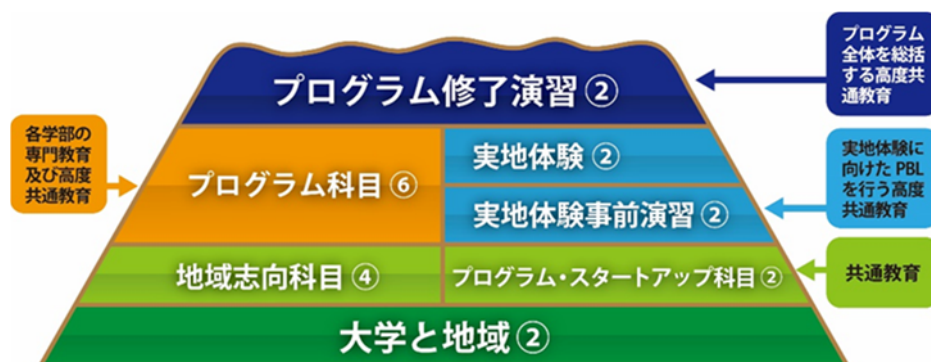 プログラム修了演習②
プログラム
全体を総括
する高度共
通教育
各学部の
専門教育
及び高度
共通教育
プログラム科目⑥
実地体験②
実地体験事前演習②
実地体験に
向けた PBL
を行う高度
共通教育
地域志向科目④
プログラム・スタートアップ科目②
共通教育
大学と地域②